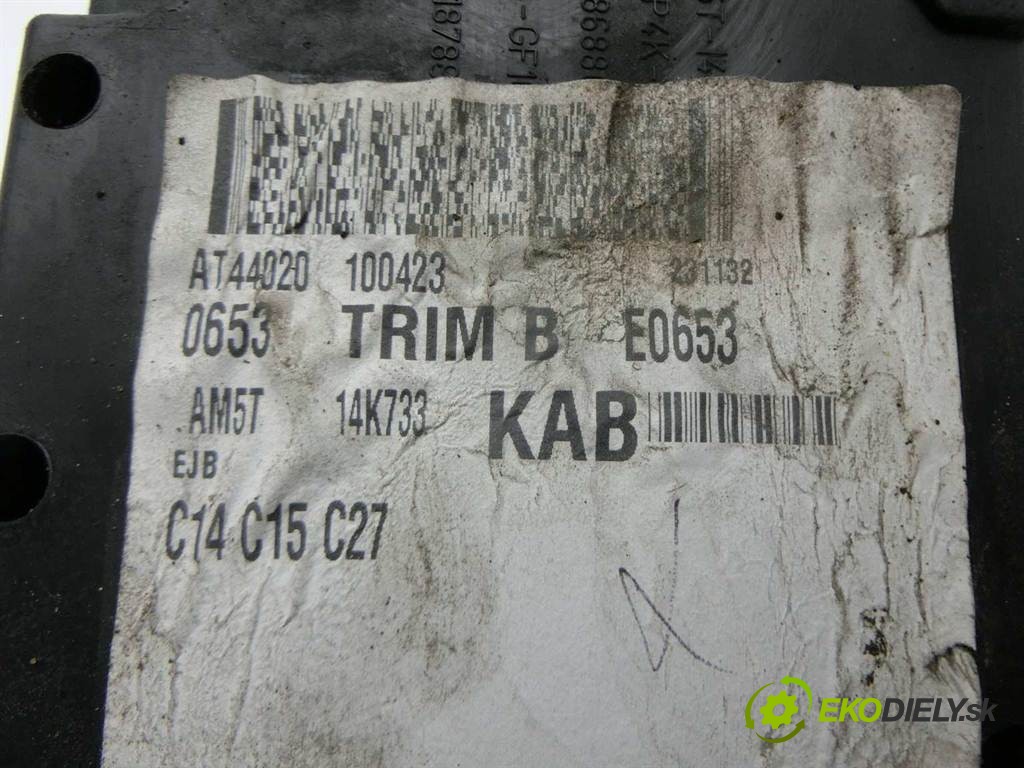 AT44020 100423 231132
0653 TRIM B E0653
AM5T 14K733 KAB
EJB
C14 C15 C27
EKODIELY.sk